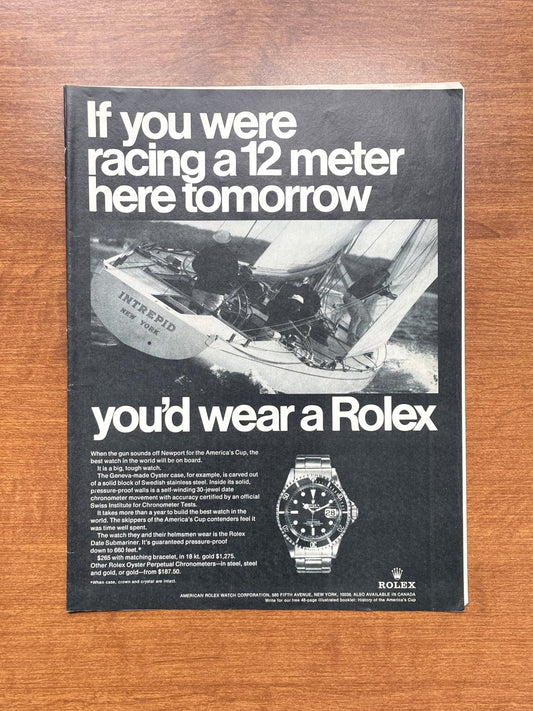 If you were
racing a 12 meter
here tomorrow
INTREPID
NEW YORK
you'd wear a Rolex
When the gun sounds off Newport for the America's Cup, the
best watch in the world will be on board.
It is a big, tough watch.
The Geneva-made Oyster case, for example, is carved out
of a solid block of Swedish stainless steel. Inside its solid,
pressure-proof walls is a self-winding 30-jewel date
chronometer movement with accuracy certified by an official
Swiss Institute for Chronometer Tests.
It takes more than a year to build the best watch in the
world. The skippers of the America's Cup contenders feel it
was time well spent.
The watch they and their helmsmen wear is the Rolex
Date Submariner. It's guaranteed pressure-proof
down to 660 feet.*
$265 with matching bracelet, in 18 kt. gold $1,275.
Other Rolex Oyster Perpetual Chronometers—in steel, steel
and gold, or gold—from $187.50.
*When case, crown and crystal are intact.
28
ROLEX
AMERICAN ROLEX WATCH CORPORATION, 580 FIFTH AVENUE, NEW YORK, 10036. ALSO AVAILABLE IN CANADA
Write for our free 48-page illustrated booklet: History of the America's Cup